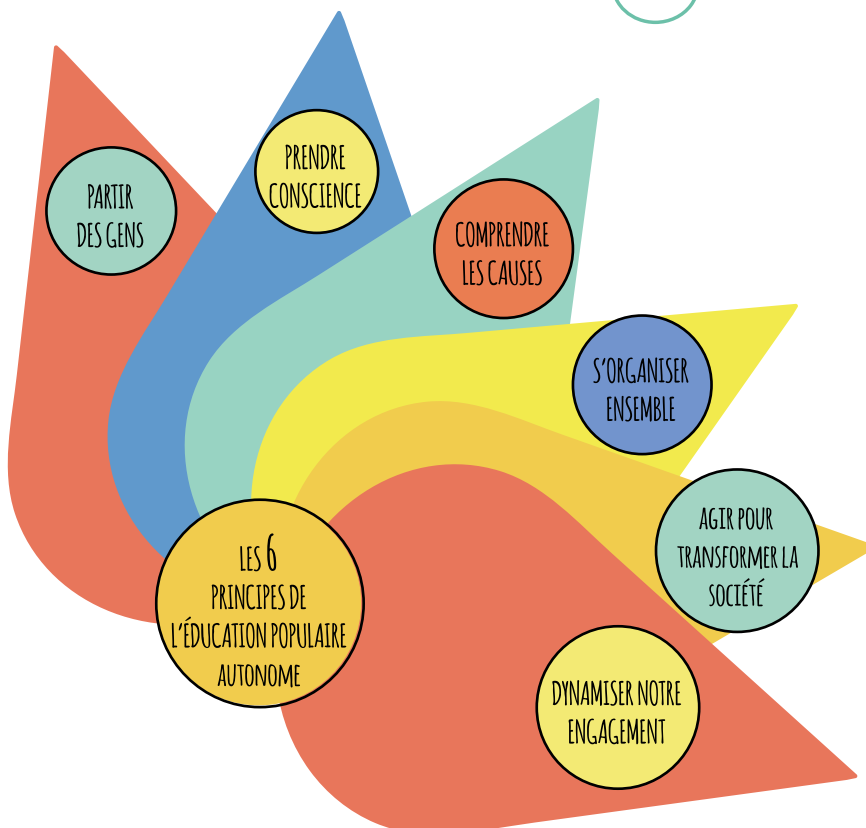 PARTIR
DES GENS
PRENDRE
CONSCIENCE
COMPRENDRE
LES CAUSES
S'ORGANISER
ENSEMBLE
AGIR POUR
TRANSFORMER LA
SOCIÉTÉ
DYNAMISER NOTRE
ENGAGEMENT
LES 6
PRINCIPES DE
L'ÉDUCATION POPULAIRE
AUTONOME